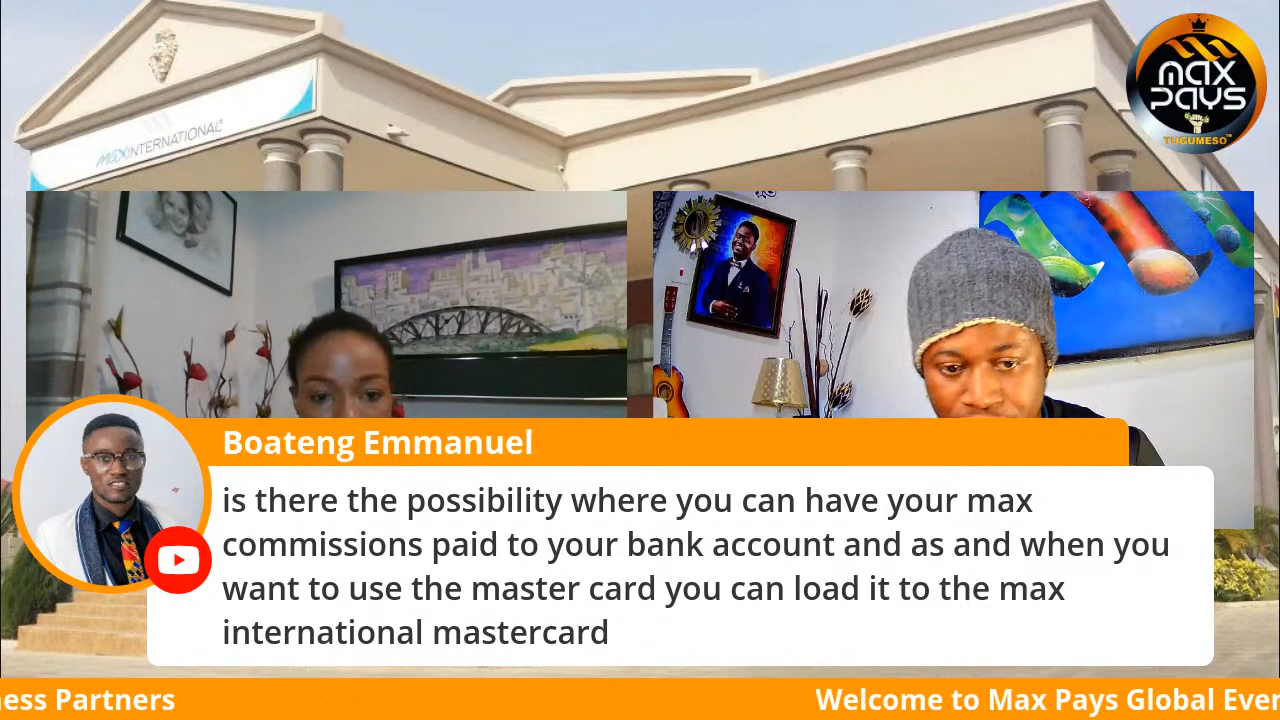 maxINTERNATIONAL
max
pays
TUGUMESO™
Boateng Emmanuel
is there the possibility where you can have your max
commissions paid to your bank account and as and when you
want to use the master card you can load it to the max
international mastercard
ness Partners
Welcome to Max Pays Global Ever